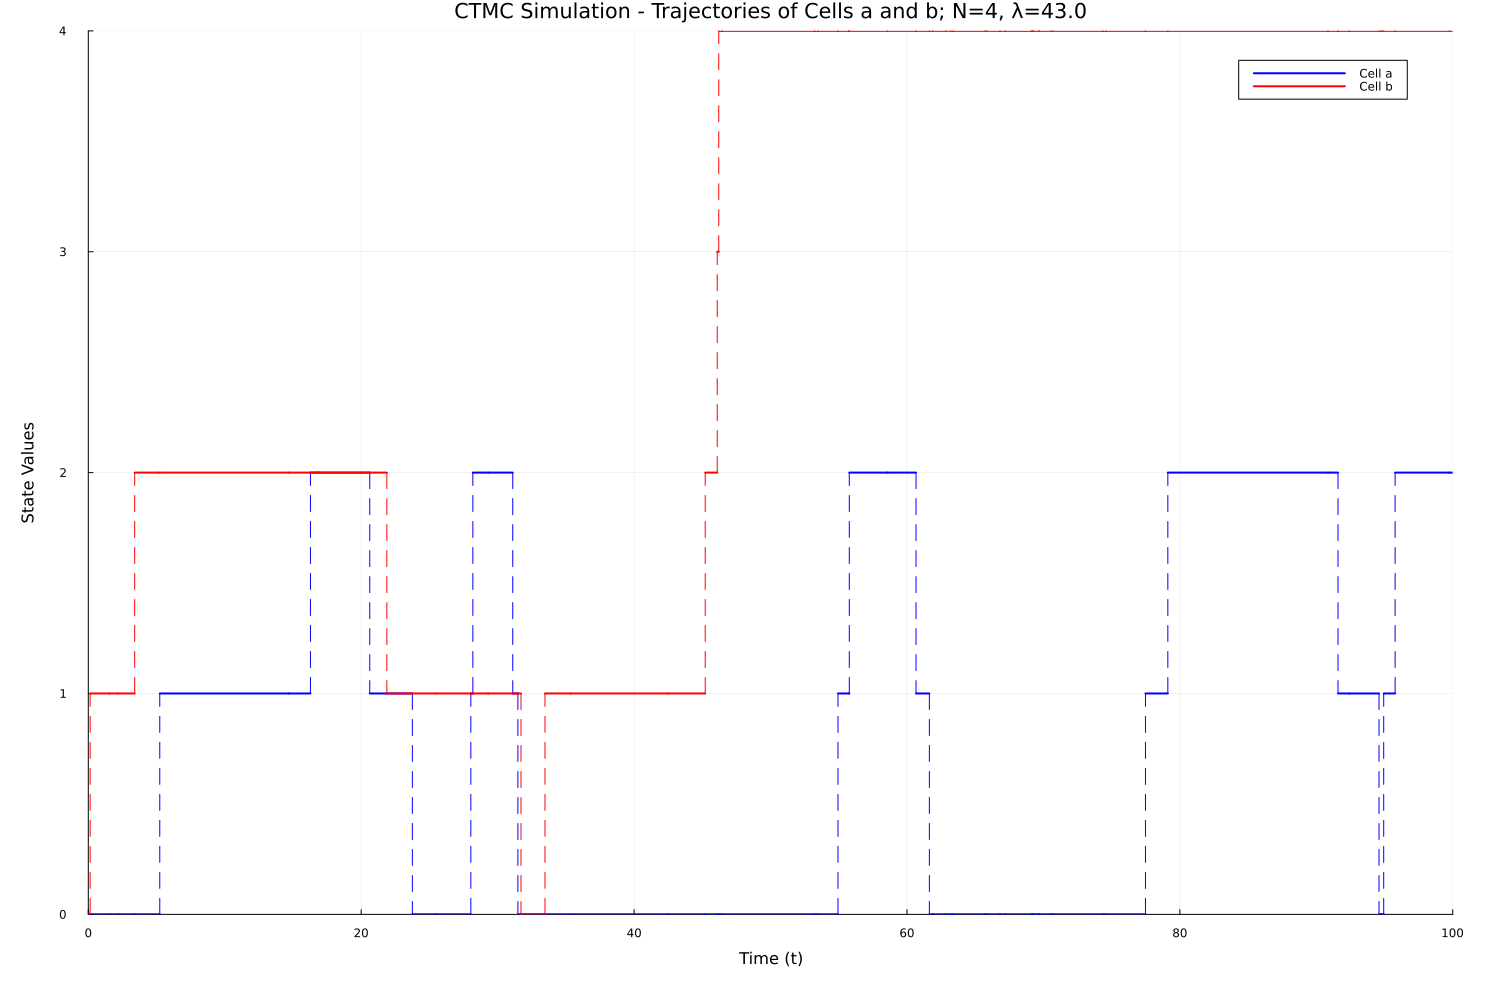 CTMC Simulation - Trajectories of Cells a and b; N=4, λ=43.0
4
Cell a
Cell b
3
State Values
2
1
0
0 20 40 60 80 100
Time (t)